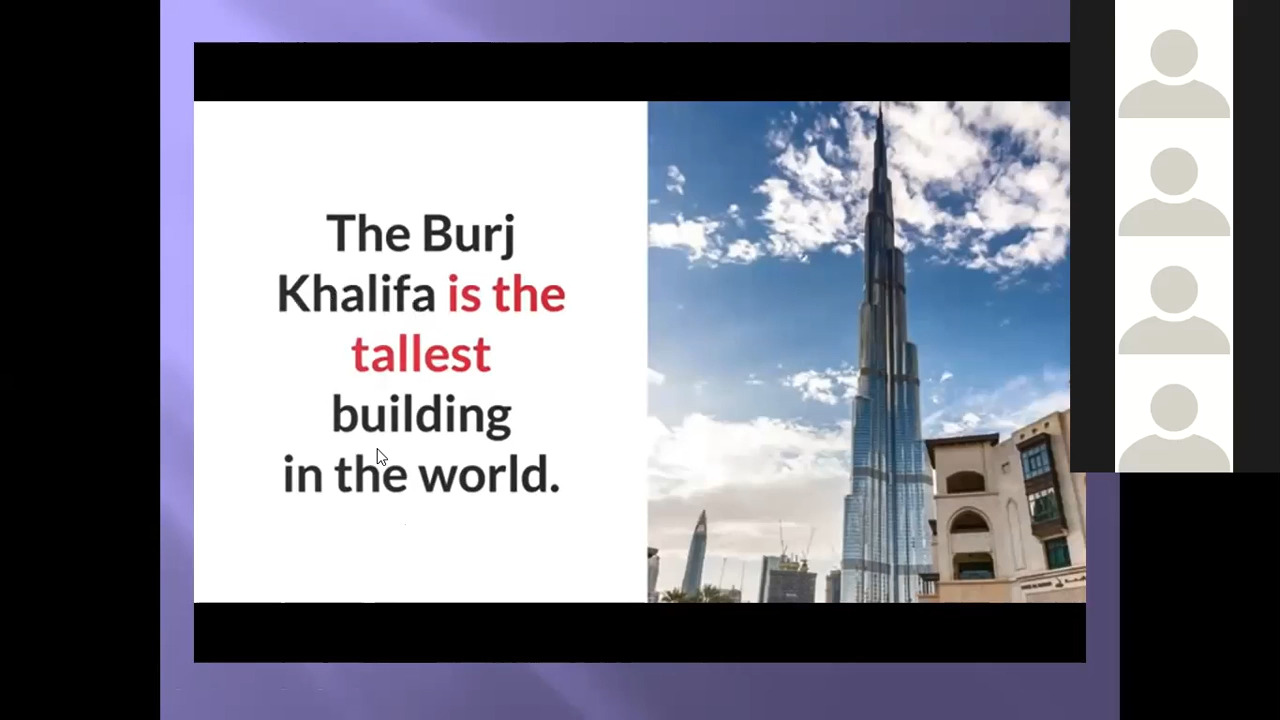 The Burj
Khalifa is the
tallest
building
in the world.